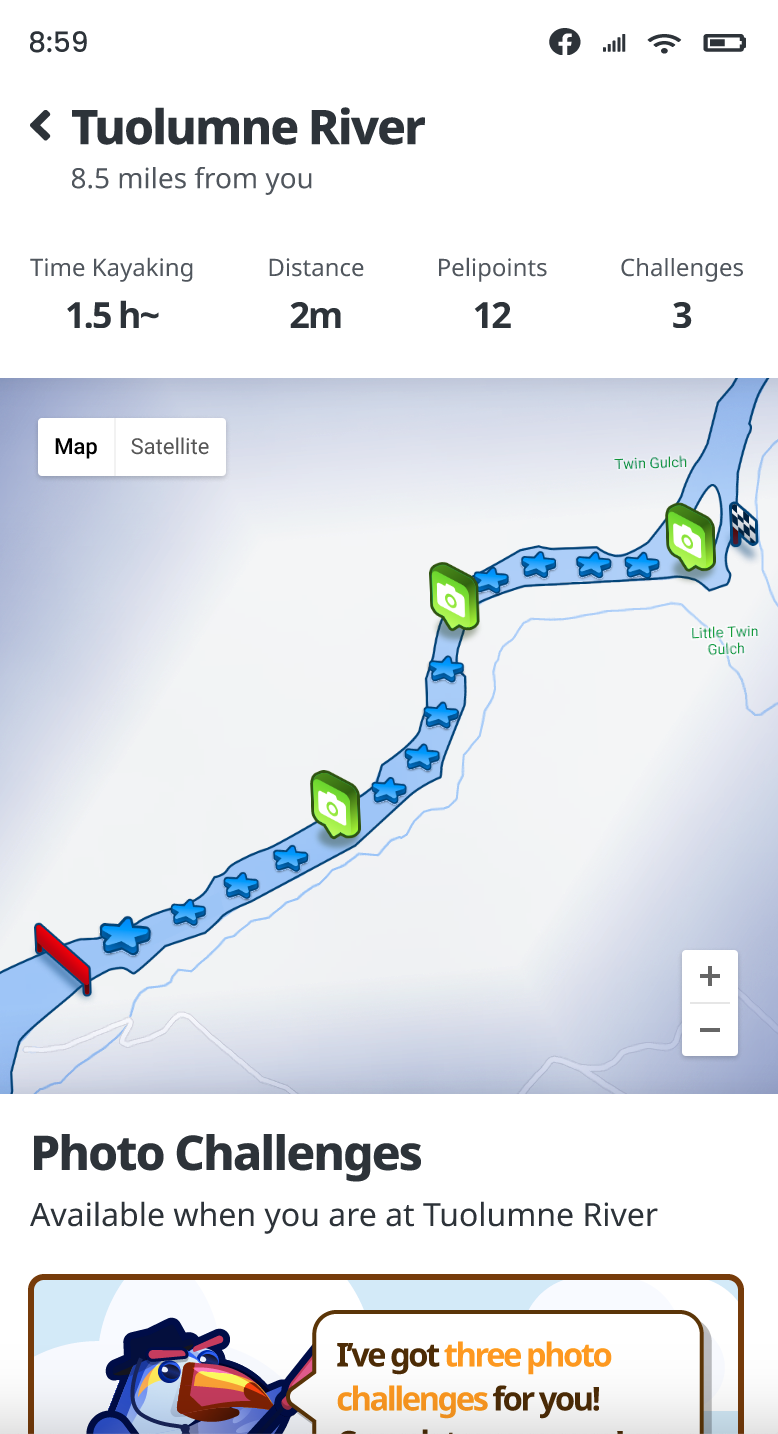 8:59
Tuolumne River
8.5 miles from you
Time Kayaking
1.5 h~
Distance
2m
Pelipoints
12
Challenges
3
Map
Satellite
Twin Gulch
Little Twin
Gulch
+
−
Photo Challenges
Available when you are at Tuolumne River
I've got three photo
challenges for you!